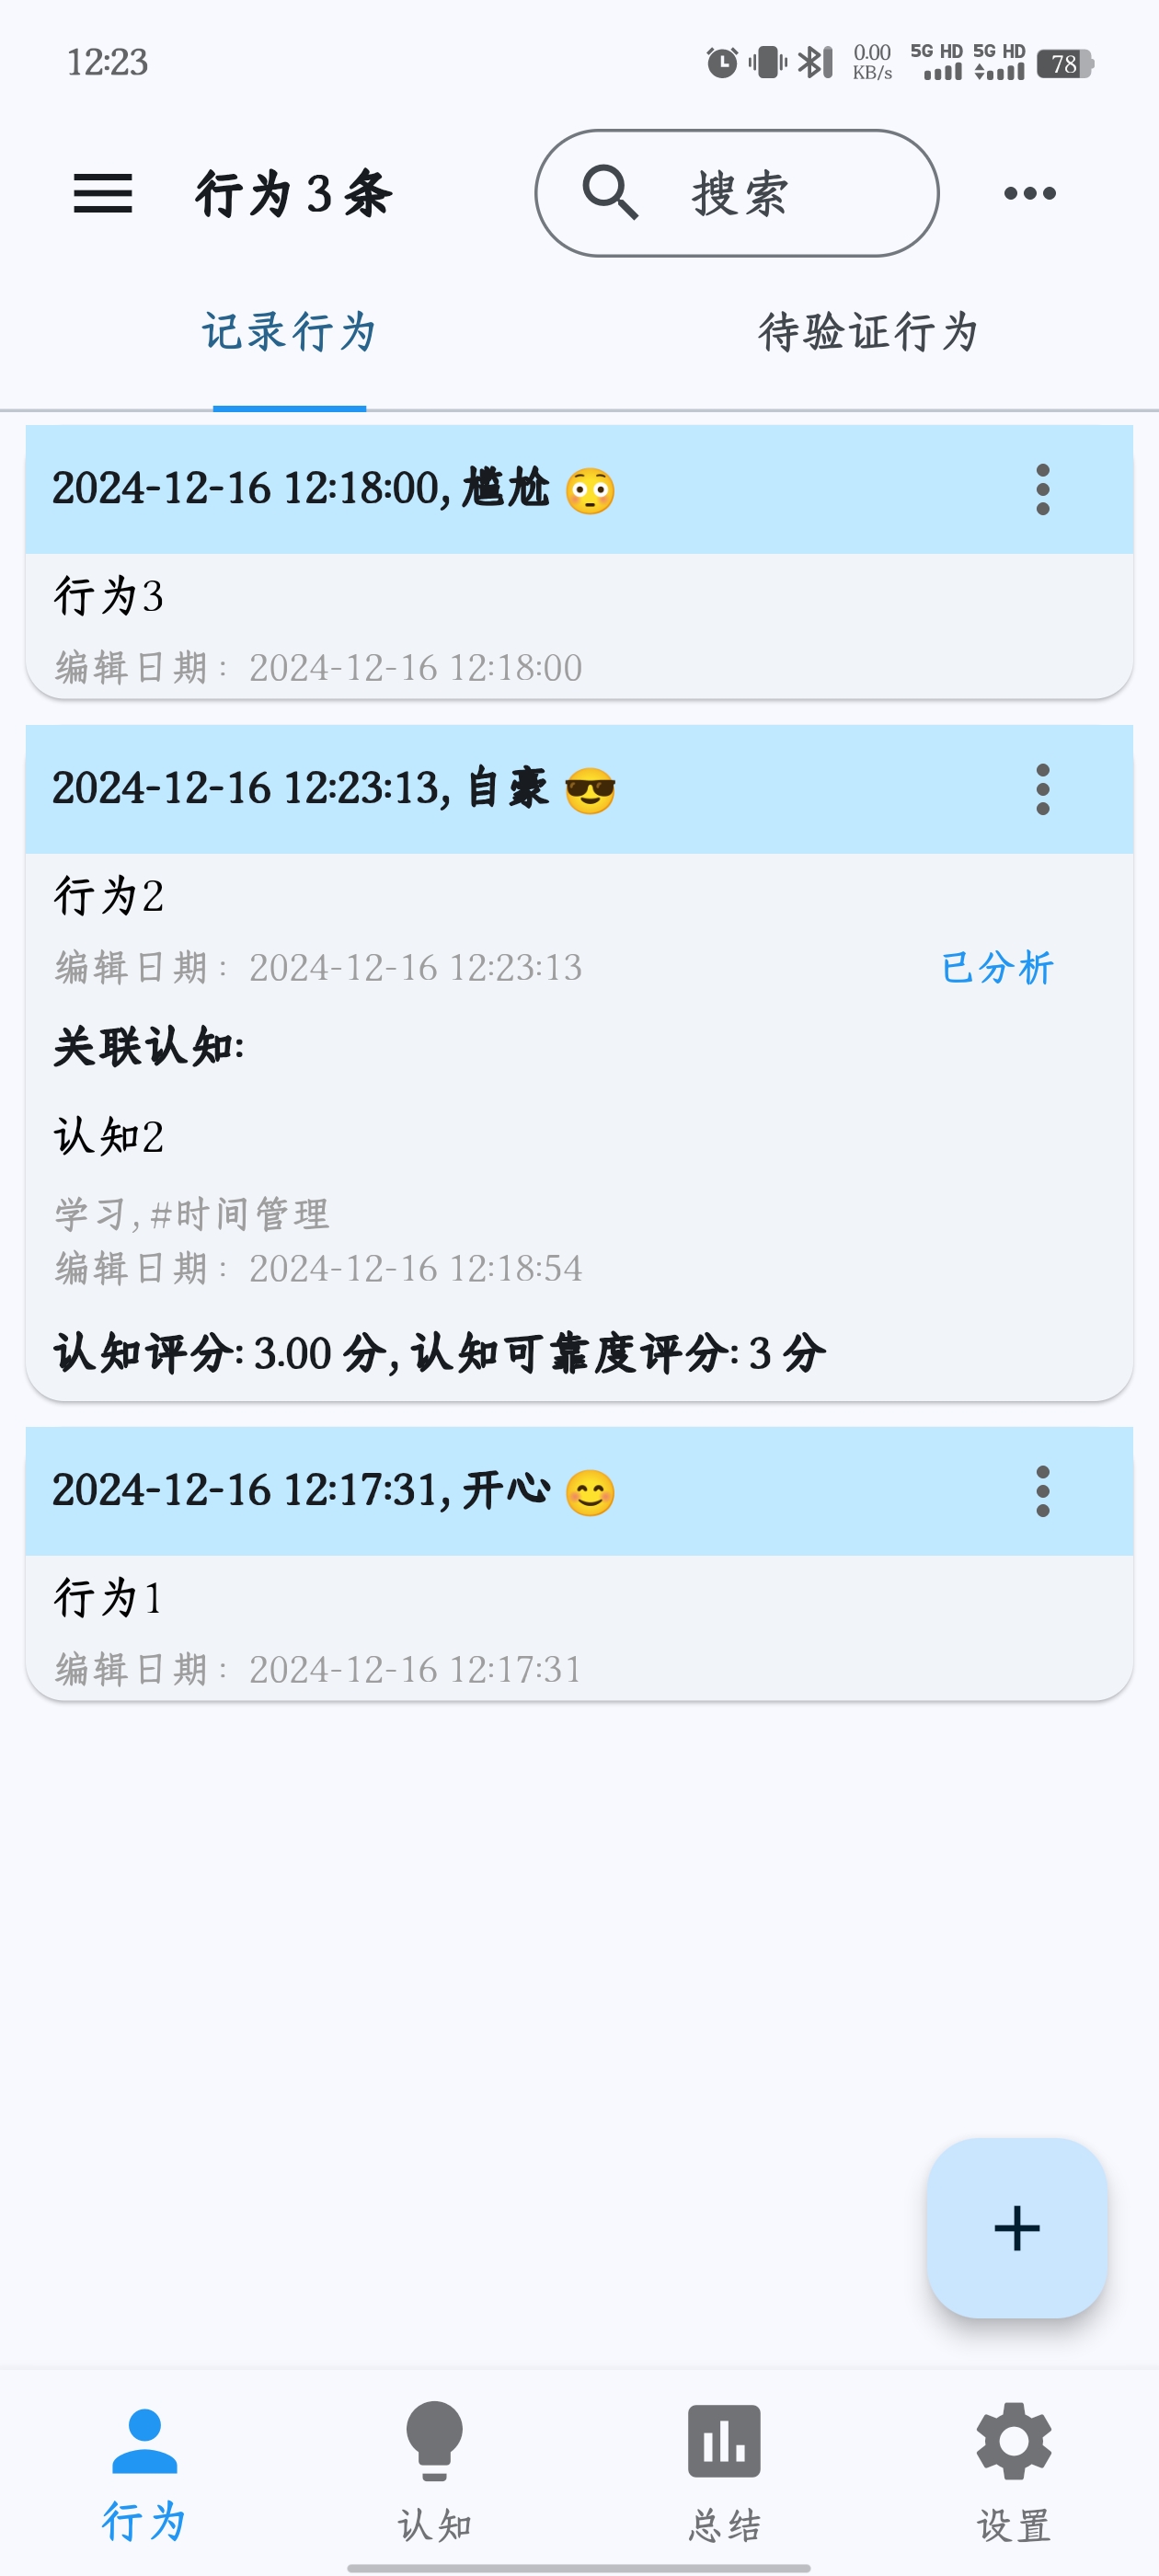 12:23
0.00 KB/s 5G HD 5G HD 78
行为 3 条
搜索
记录行为
待验证行为
2024-12-16 12:18:00, 尴尬 😳
行为3
编辑日期：2024-12-16 12:18:00
2024-12-16 12:23:13, 自豪 😎
行为2
编辑日期：2024-12-16 12:23:13
已分析
关联认知:
认知2
学习, #时间管理
编辑日期：2024-12-16 12:18:54
认知评分: 3.00 分, 认知可靠度评分: 3 分
2024-12-16 12:17:31, 开心 😊
行为1
编辑日期：2024-12-16 12:17:31
行为
认知
总结
设置